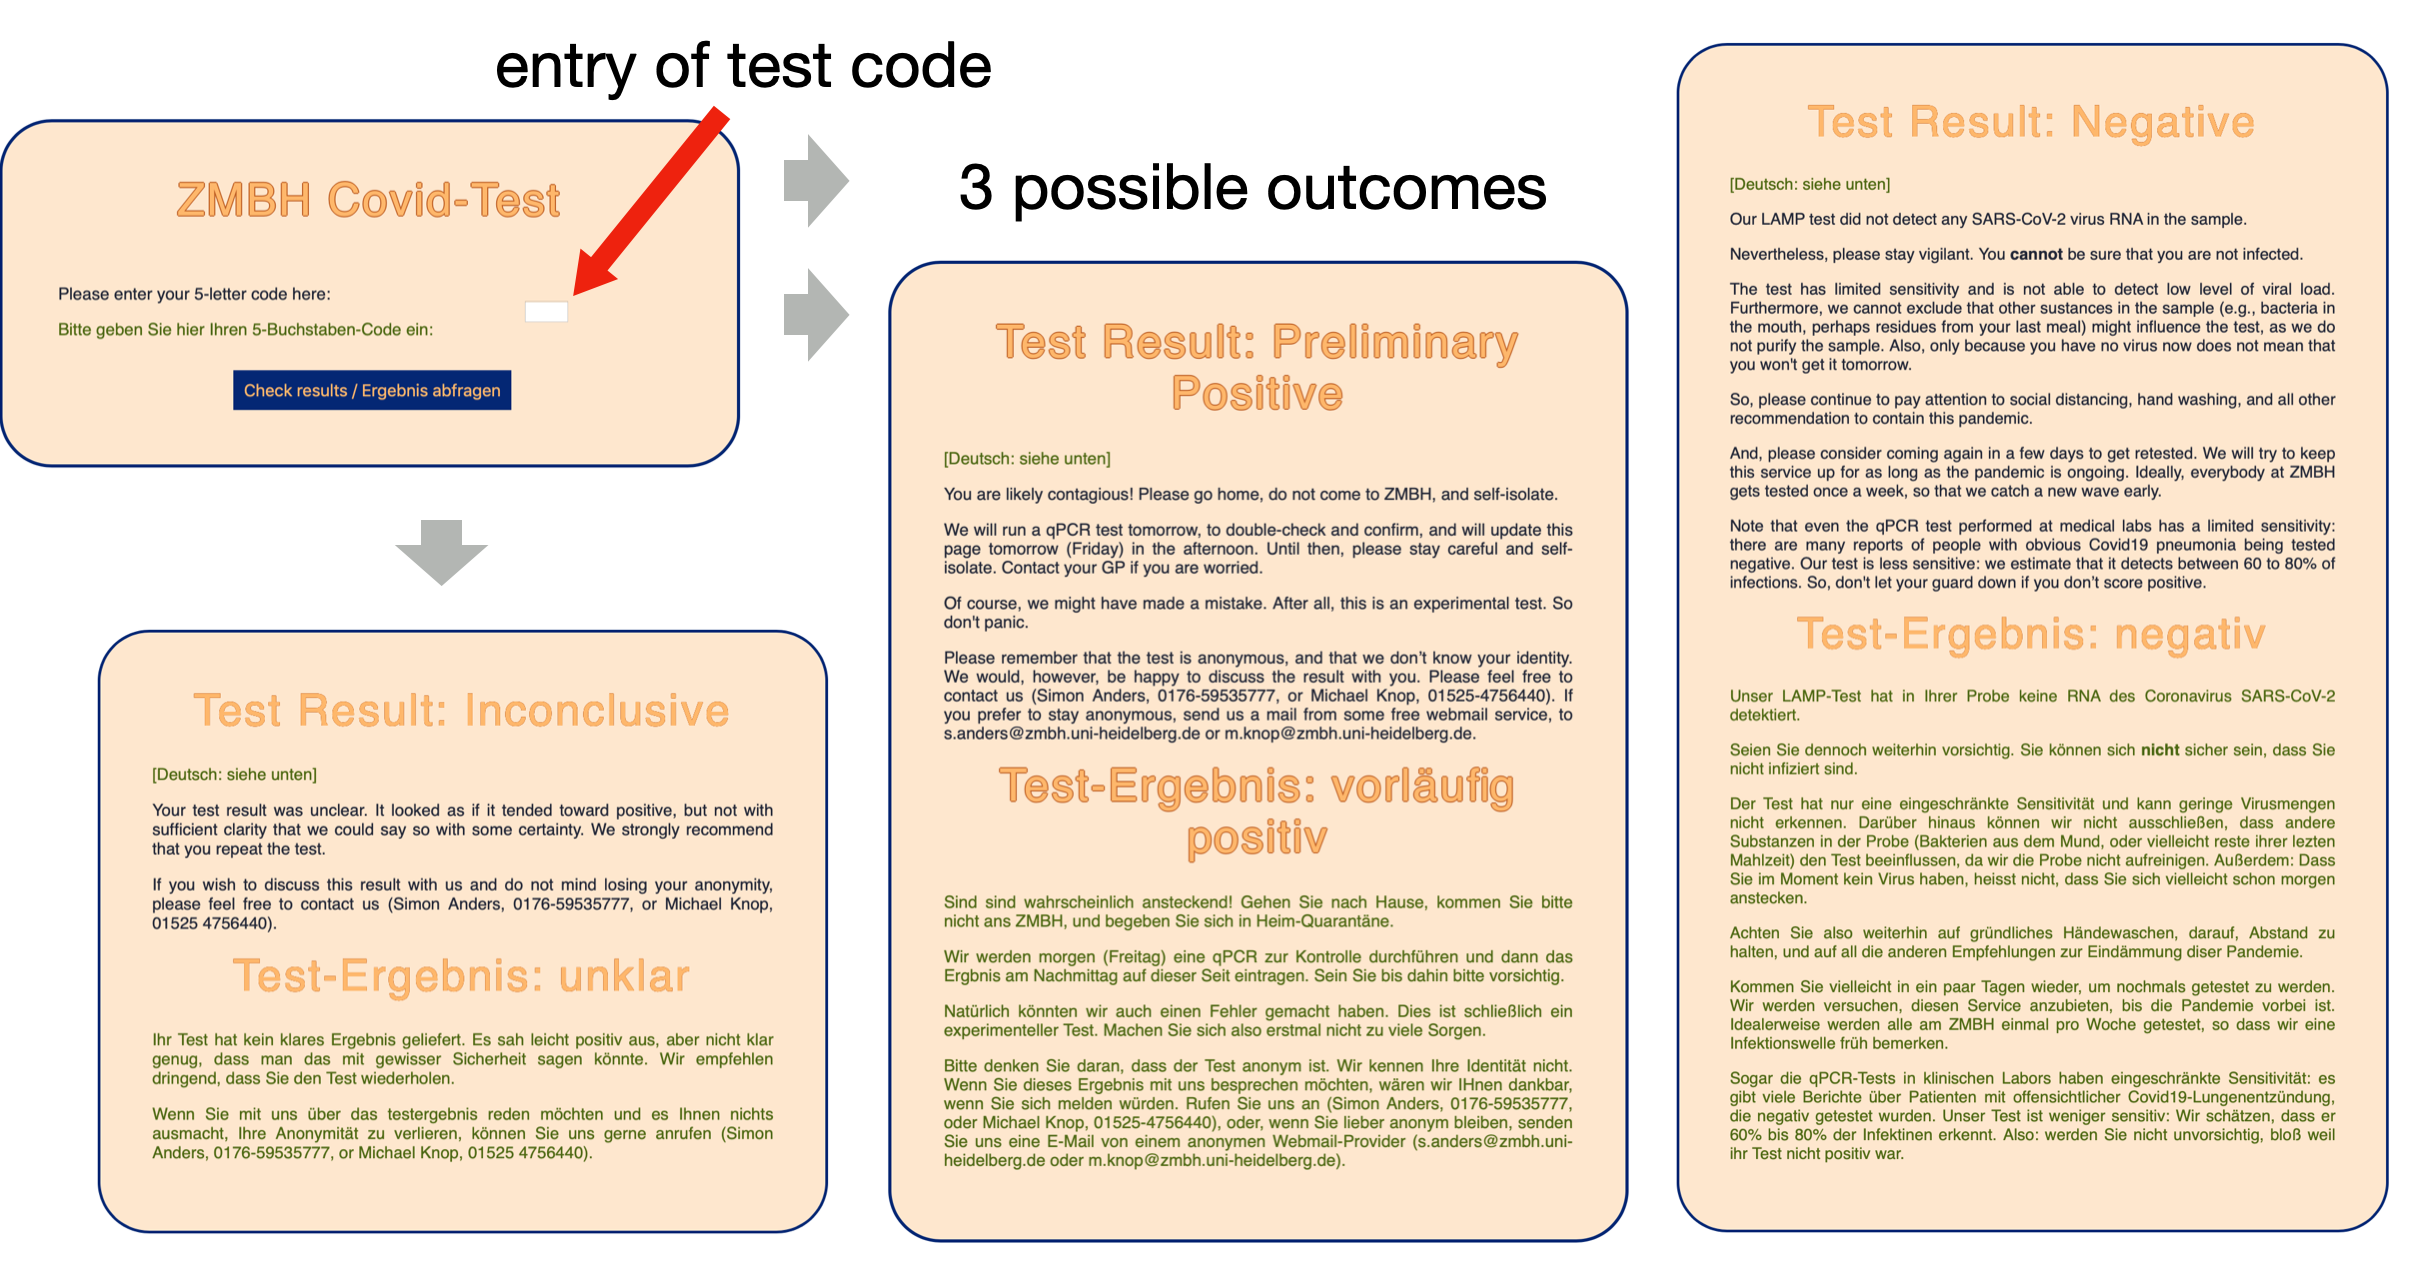 entry of test code
ZMBH Covid-Test
Please enter your 5-letter code here:
Bitte geben Sie hier Ihren 5-Buchstaben-Code ein:
Check results / Ergebnis abfragen
3 possible outcomes
Test Result: Inconclusive
[Deutsch: siehe unten]
Your test result was unclear. It looked as if it tended toward positive, but not with
sufficient clarity that we could say so with some certainty. We strongly recommend
that you repeat the test.
If you wish to discuss this result with us and do not mind losing your anonymity,
please feel free to contact us (Simon Anders, 0176-59535777, or Michael Knop,
01525 4756440).
Test-Ergebnis: unklar
Ihr Test hat kein klares Ergebnis geliefert. Es sah leicht positiv aus, aber nicht klar
genug, dass man das mit gewisser Sicherheit sagen könnte. Wir empfehlen
dringend, dass Sie den Test wiederholen.
Wenn Sie mit uns über das testergebnis reden möchten und es Ihnen nichts
ausmacht, Ihre Anonymität zu verlieren, können Sie uns gerne anrufen (Simon
Anders, 0176-59535777, or Michael Knop, 01525 4756440).
Test Result: Preliminary
Positive
[Deutsch: siehe unten]
You are likely contagious! Please go home, do not come to ZMBH, and self-isolate.
We will run a qPCR test tomorrow, to double-check and confirm, and will update this
page tomorrow (Friday) in the afternoon. Until then, please stay careful and self-
isolate. Contact your GP if you are worried.
Of course, we might have made a mistake. After all, this is an experimental test. So
don't panic.
Please remember that the test is anonymous, and that we don't know your identity.
We would, however, be happy to discuss the result with you. Please feel free to
contact us (Simon Anders, 0176-59535777, or Michael Knop, 01525-4756440). If
you prefer to stay anonymous, send us a mail from some free webmail service, to
s.anders@zmbh.uni-heidelberg.de or m.knop@zmbh.uni-heidelberg.de.
Test-Ergebnis: vorläufig
positiv
Sind sind wahrscheinlich ansteckend! Gehen Sie nach Hause, kommen Sie bitte
nicht ans ZMBH, und begeben Sie sich in Heim-Quarantäne.
Wir werden morgen (Freitag) eine qPCR zur Kontrolle durchführen und dann das
Ergbnis am Nachmittag auf dieser Seit eintragen. Sein Sie bis dahin bitte vorsichtig.
Natürlich könnten wir auch einen Fehler gemacht haben. Dies ist schließlich ein
experimenteller Test. Machen Sie sich also erstmal nicht zu viele Sorgen.
Bitte denken Sie daran, dass der Test anonym ist. Wir kennen Ihre Identität nicht.
Wenn Sie dieses Ergebnis mit uns besprechen möchten, wären wir IHnen dankbar,
wenn Sie sich melden würden. Rufen Sie uns an (Simon Anders, 0176-59535777,
oder Michael Knop, 01525-4756440), oder, wenn Sie lieber anonym bleiben, senden
Sie uns eine E-Mail von einem anonymen Webmail-Provider (s.anders@zmbh.uni-
heidelberg.de oder m.knop@zmbh.uni-heidelberg.de).
Test Result: Negative
[Deutsch: siehe unten]
Our LAMP test did not detect any SARS-CoV-2 virus RNA in the sample.
Nevertheless, please stay vigilant. You cannot be sure that you are not infected.
The test has limited sensitivity and is not able to detect low level of viral load.
Furthermore, we cannot exclude that other sustances in the sample (e.g., bacteria in
the mouth, perhaps residues from your last meal) might influence the test, as we do
not purify the sample. Also, only because you have no virus now does not mean that
you won't get it tomorrow.
So, please continue to pay attention to social distancing, hand washing, and all other
recommendation to contain this pandemic.
And, please consider coming again in a few days to get retested. We will try to keep
this service up for as long as the pandemic is ongoing. Ideally, everybody at ZMBH
gets tested once a week, so that we catch a new wave early.
Note that even the qPCR test performed at medical labs has a limited sensitivity:
there are many reports of people with obvious Covid19 pneumonia being tested
negative. Our test is less sensitive: we estimate that it detects between 60 to 80% of
infections. So, don't let your guard down if you don't score positive.
Test-Ergebnis: negativ
Unser LAMP-Test hat in Ihrer Probe keine RNA des Coronavirus SARS-CoV-2
detektiert.
Seien Sie dennoch weiterhin vorsichtig. Sie können sich nicht sicher sein, dass Sie
nicht infiziert sind.
Der Test hat nur eine eingeschränkte Sensitivität und kann geringe Virusmengen
nicht erkennen. Darüber hinaus können wir nicht ausschließen, dass andere
Substanzen in der Probe (Bakterien aus dem Mund, oder vielleicht reste ihrer lezten
Mahlzeit) den Test beeinflussen, da wir die Probe nicht aufreinigen. Außerdem: Dass
Sie im Moment kein Virus haben, heisst nicht, dass Sie sich vielleicht schon morgen
anstecken.
Achten Sie also weiterhin auf gründliches Händewaschen, darauf, Abstand zu
halten, und auf all die anderen Empfehlungen zur Eindämmung diser Pandemie.
Kommen Sie vielleicht in ein paar Tagen wieder, um nochmals getestet zu werden.
Wir werden versuchen, diesen Service anzubieten, bis die Pandemie vorbei ist.
Idealerweise werden alle am ZMBH einmal pro Woche getestet, so dass wir eine
Infektionswelle früh bemerken.
Sogar die qPCR-Tests in klinischen Labors haben eingeschränkte Sensitivität: es
gibt viele Berichte über Patienten mit offensichtlicher Covid19-Lungenentzündung,
die negativ getestet wurden. Unser Test ist weniger sensitiv: Wir schätzen, dass er
60% bis 80% der Infektinen erkennt. Also: werden Sie nicht unvorsichtig, bloß weil
ihr Test nicht positiv war.